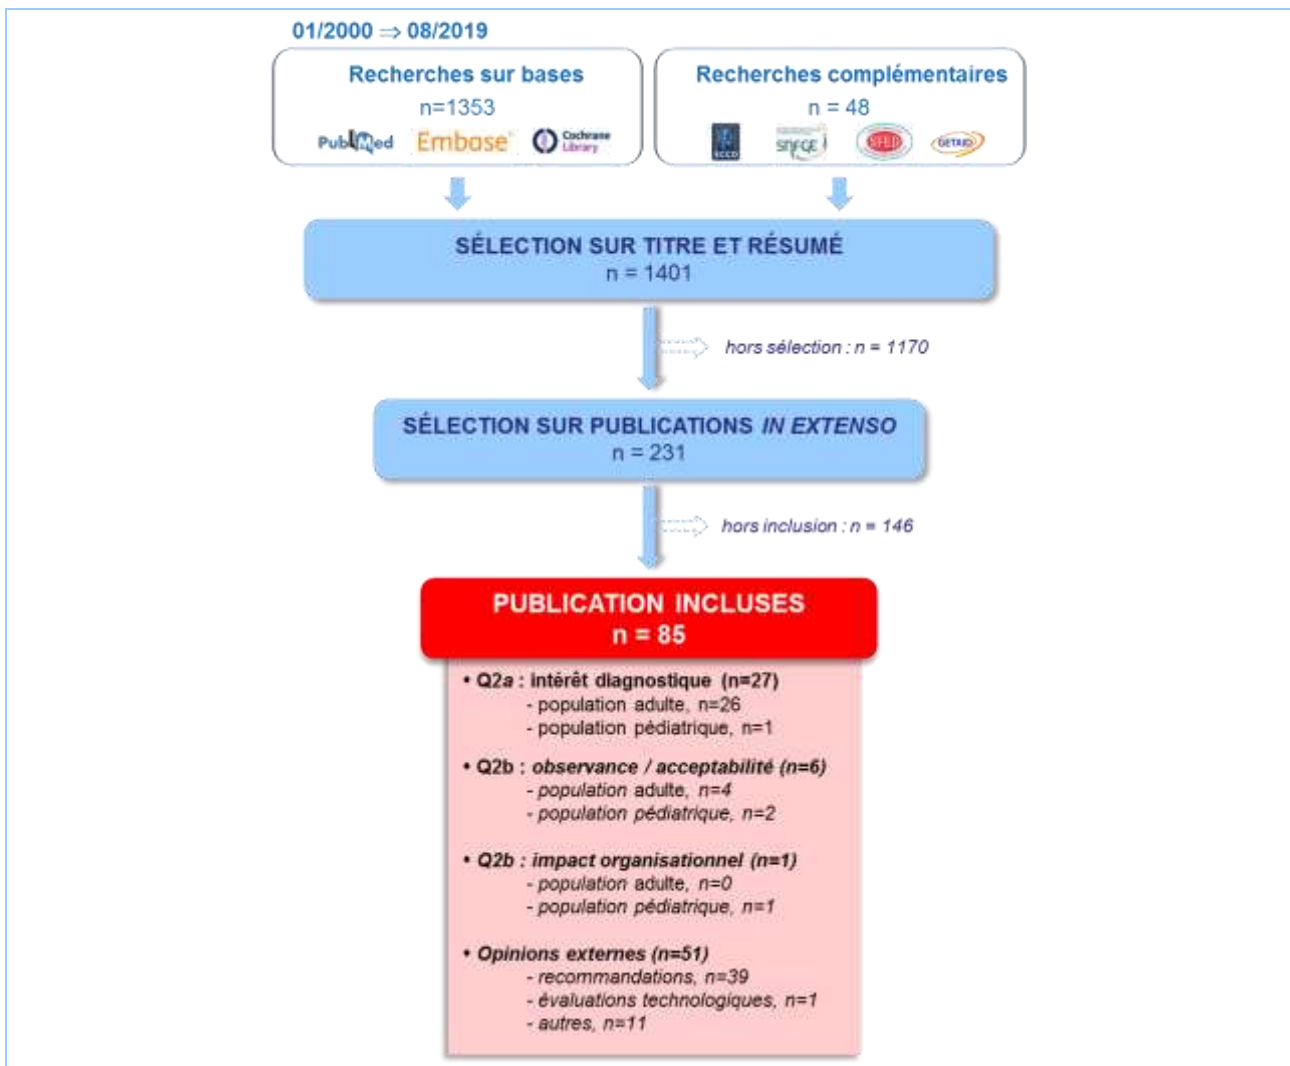 01/2000 ⇒ 08/2019
Recherches sur bases
n=1353
PubMed
Embase®
Cochrane
Library
Recherches complémentaires
n = 48
ECCO
SNFGE
SFED
GETAID
SÉLECTION SUR TITRE ET RÉSUMÉ
n = 1401
hors sélection : n = 1170
SÉLECTION SUR PUBLICATIONS IN EXTENSO
n = 231
hors inclusion : n = 146
PUBLICATION INCLUSES
n = 85
• Q2a : intérêt diagnostique (n=27)
- population adulte, n=26
- population pédiatrique, n=1
• Q2b : observance / acceptabilité (n=6)
- population adulte, n=4
- population pédiatrique, n=2
• Q2b : impact organisationnel (n=1)
- population adulte, n=0
- population pédiatrique, n=1
• Opinions externes (n=51)
- recommandations, n=39
- évaluations technologiques, n=1
- autres, n=11